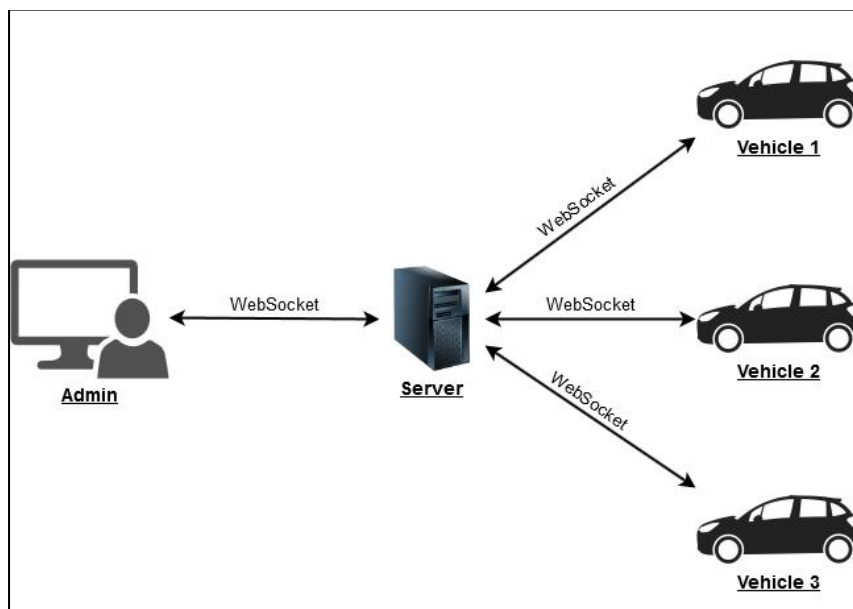 Vehicle 1
WebSocket
WebSocket
WebSocket
Vehicle 2
Admin
Server
WebSocket
Vehicle 3